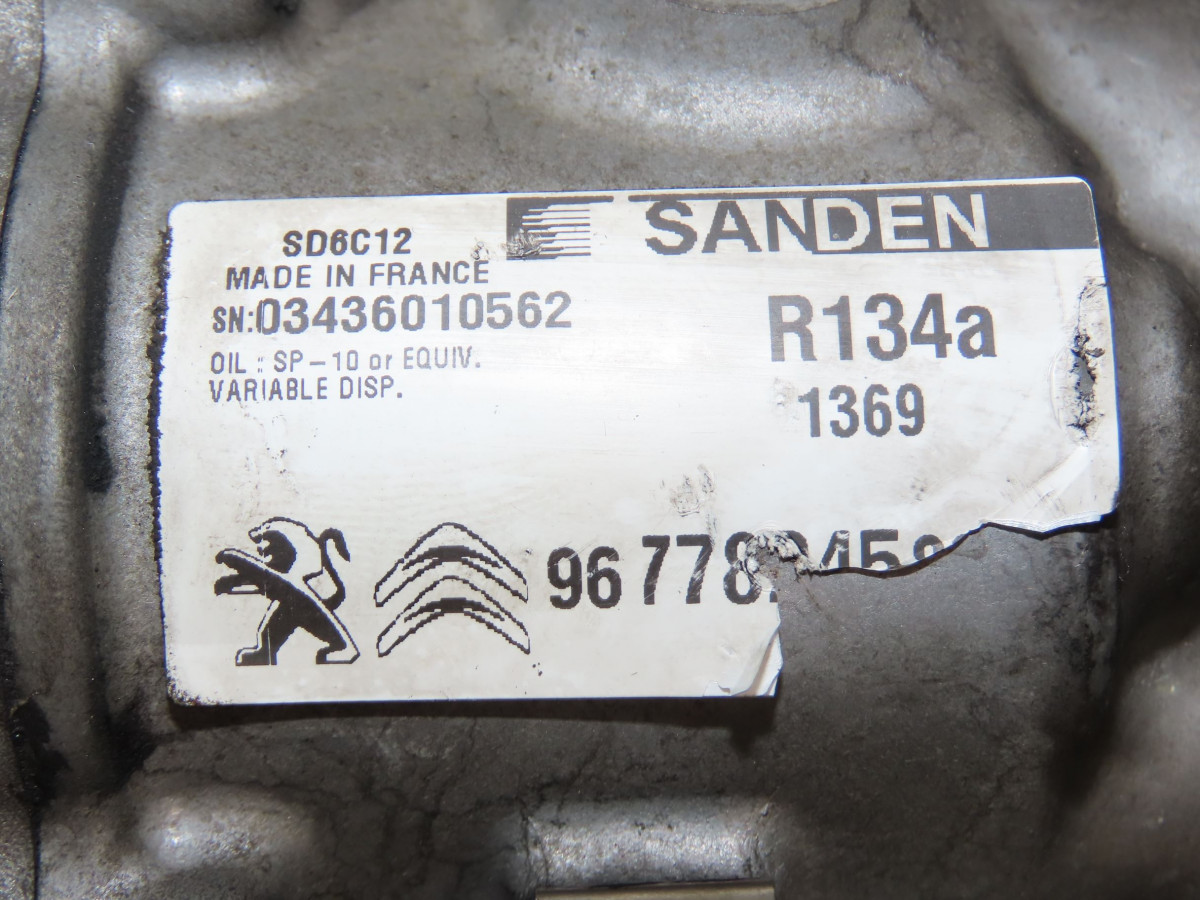 SANDEN
SD6C12
MADE IN FRANCE
SN:03436010562
R134a
OIL : SP-10 or EQUIV.
VARIABLE DISP.
1369